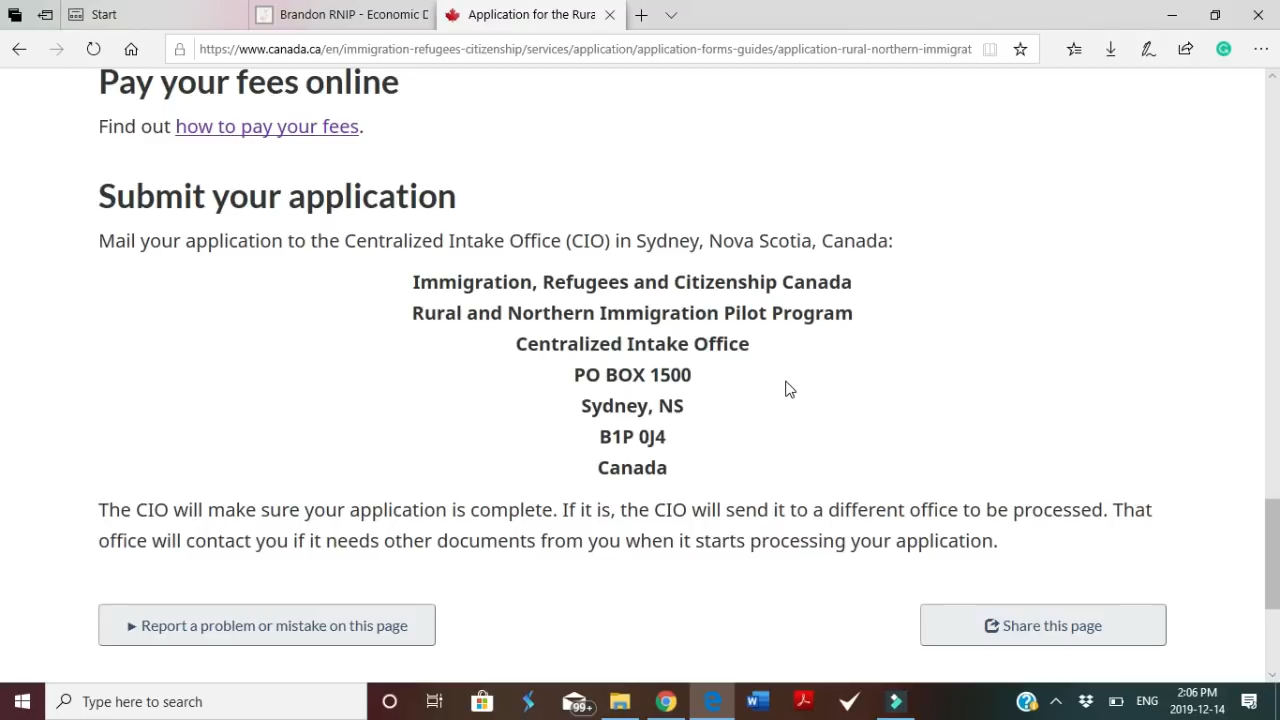 Start
Brandon RNIP - Economic D
Application for the Rura
https://www.canada.ca/en/immigration-refugees-citizenship/services/application/application-forms-guides/application-rural-northern-immigrat
Pay your fees online
Find out how to pay your fees.
Submit your application
Mail your application to the Centralized Intake Office (CIO) in Sydney, Nova Scotia, Canada:
Immigration, Refugees and Citizenship Canada
Rural and Northern Immigration Pilot Program
Centralized Intake Office
PO BOX 1500
Sydney, NS
B1P 0J4
Canada
The CIO will make sure your application is complete. If it is, the CIO will send it to a different office to be processed. That
office will contact you if it needs other documents from you when it starts processing your application.
► Report a problem or mistake on this page
Share this page
Type here to search
99+
ENG
2:06 PM
2019-12-14